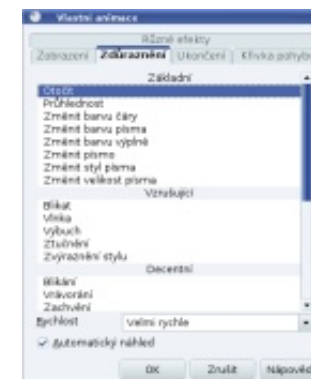 Vlastní animace
Různé efekty
Zobrazení Zdůraznění Ukončení Křivka pohybu
Základní
Otočit
Průhlednost
Změnit barvu čáry
Změnit barvu písma
Změnit barvu výplně
Změnit písmo
Změnit styl písma
Změnit velikost písma
Vzrušující
Blikat
Vlnka
Výbuch
Ztučnění
Zvýraznění stylu
Decentní
Blikání
Vrávorání
Zachvění
Rychlost Velmi rychle
Automatický náhled
OK Zrušit Nápověd